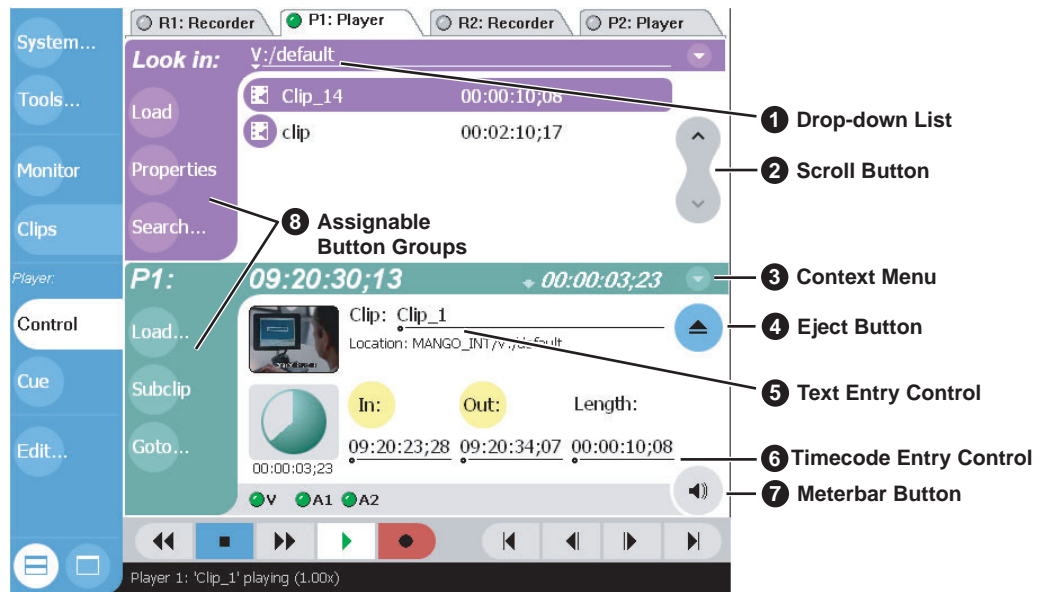 R1: Recorder
P1: Player
R2: Recorder
P2: Player
System...
Tools...
Monitor
Clips
Player:
Control
Cue
Edit...
Look in:
V:/default
Load
Properties
Search...
Clip_14 00:00:10;08
clip 00:02:10;17
1 Drop-down List
2 Scroll Button
8 Assignable
Button Groups
P1: 09:20:30;13 00:00:03;23
3 Context Menu
Load...
Subclip
Goto...
Clip: Clip_1
Location: MANGO_INT/V:/default
4 Eject Button
5 Text Entry Control
In: Out: Length:
09:20:23;28 09:20:34;07 00:00:10;08
00:00:03;23
6 Timecode Entry Control
7 Meterbar Button
V A1 A2
Player 1: 'Clip_1' playing (1.00x)